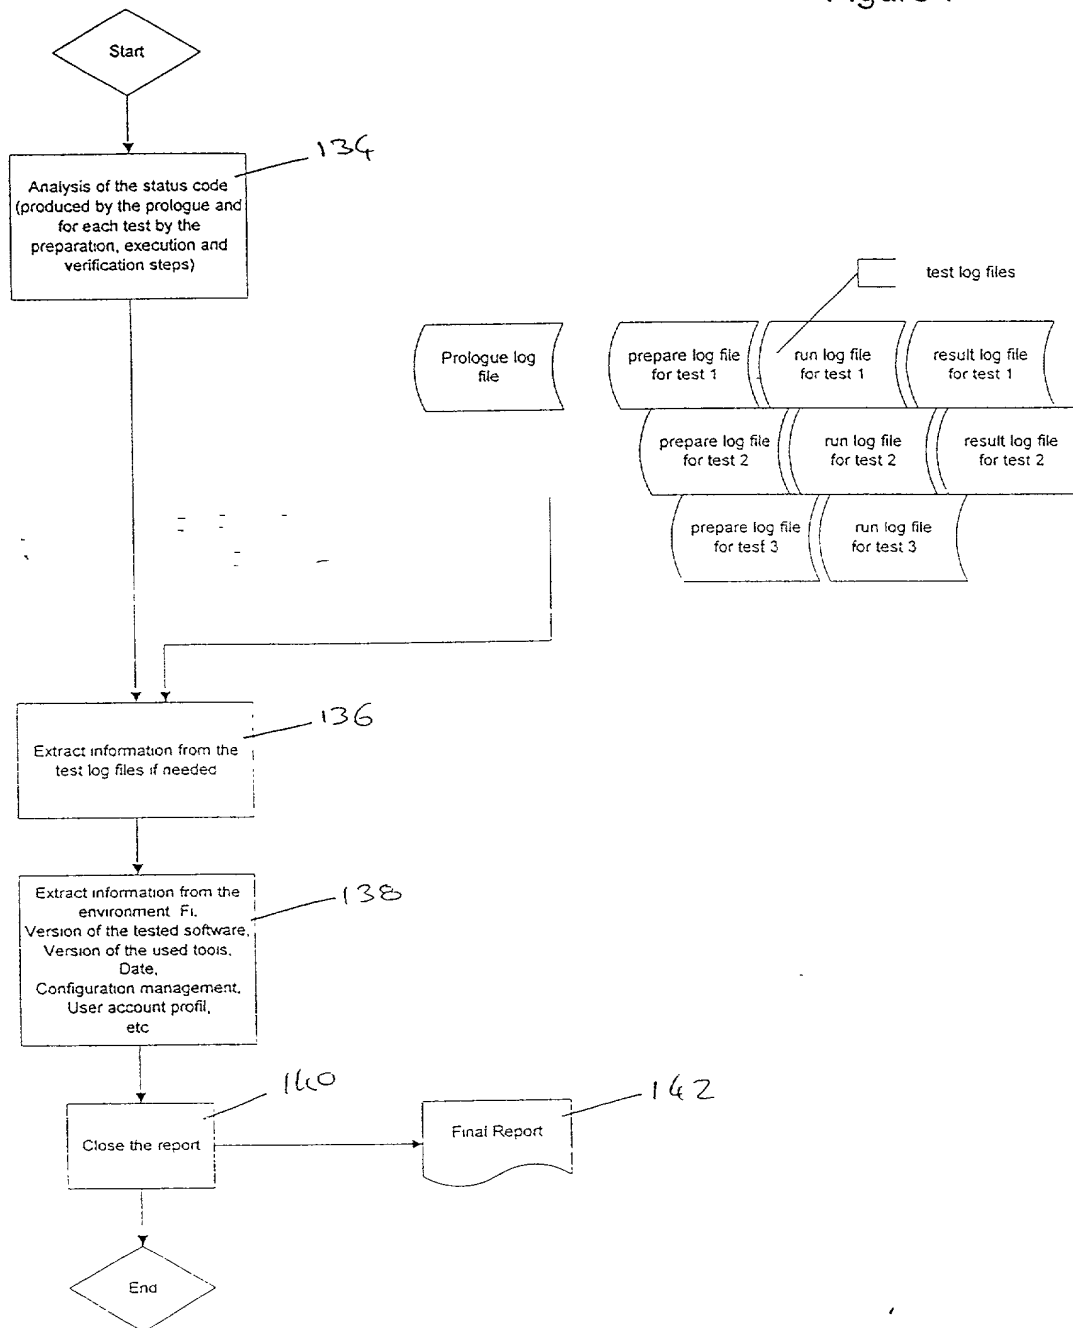 Start
134
Analysis of the status code
(produced by the prologue and
for each test by the
preparation, execution and
verification steps)
test log files
Prologue log
file
prepare log file
for test 1
run log file
for test 1
result log file
for test 1
prepare log file
for test 2
run log file
for test 2
result log file
for test 2
prepare log file
for test 3
run log file
for test 3
136
Extract information from the
test log files if needed
138
Extract information from the
environment Fi.
Version of the tested software,
Version of the used tools,
Date,
Configuration management,
User account profil,
etc
140
Close the report
142
Final Report
End